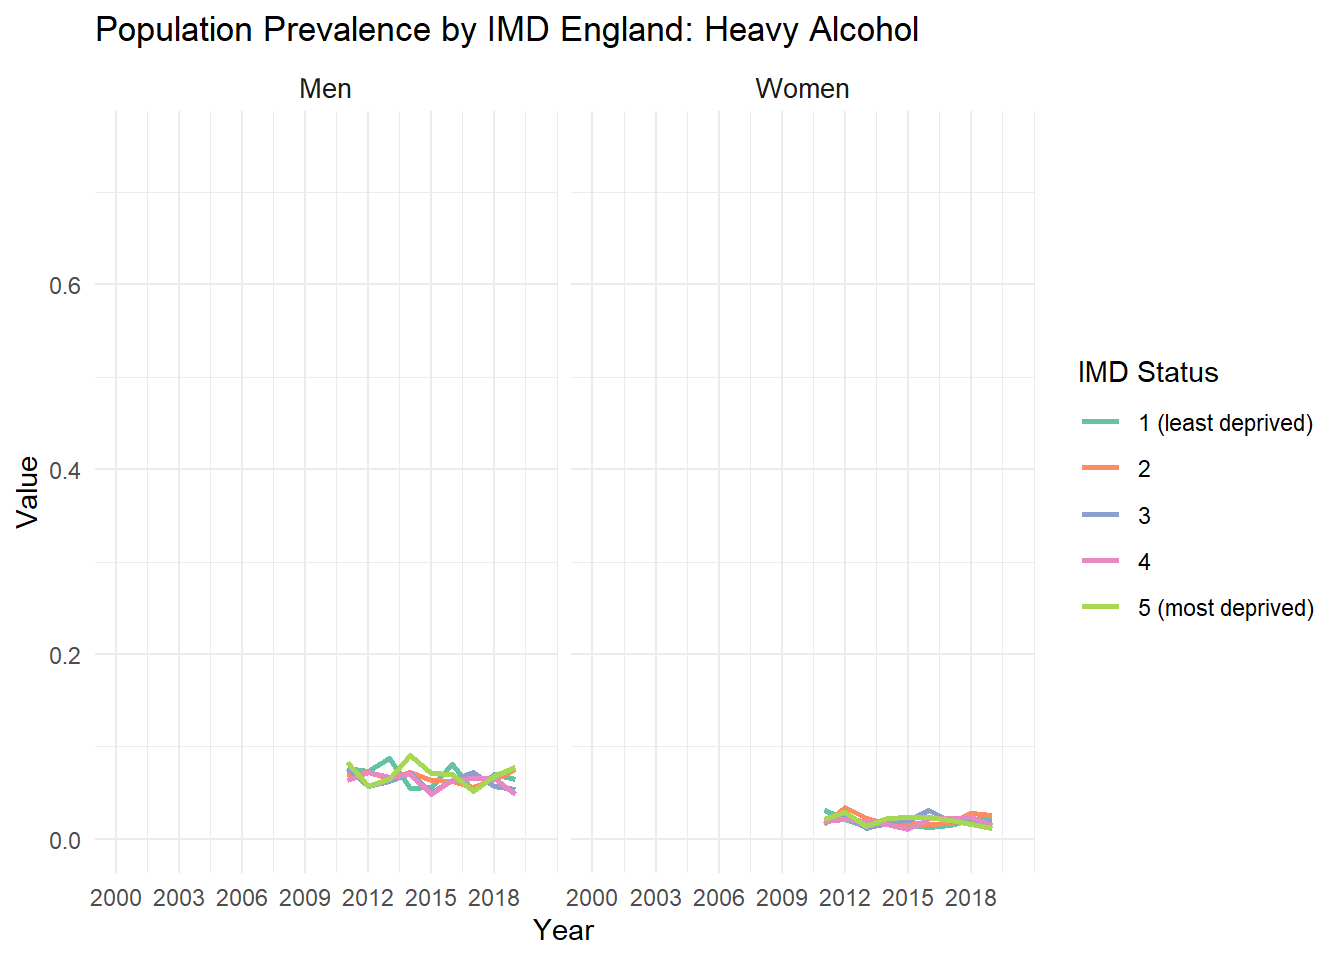 Population Prevalence by IMD England: Heavy Alcohol
Men
Women
0.6
0.4
0.2
0.0
Value
2000 2003 2006 2009 2012 2015 2018
2000 2003 2006 2009 2012 2015 2018
Year
IMD Status
1 (least deprived)
2
3
4
5 (most deprived)